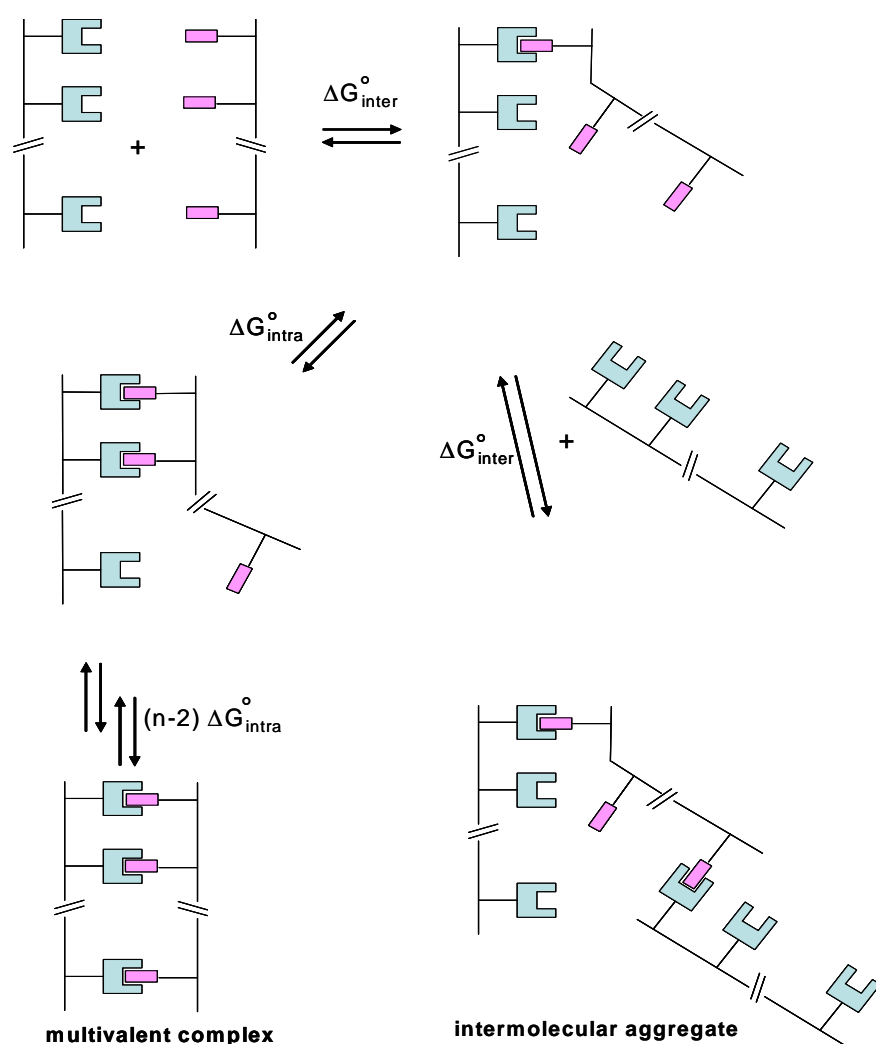 +
ΔG°inter
ΔG°intra
ΔG°inter
+
(n-2) ΔG°intra
multivalent complex
intermolecular aggregate